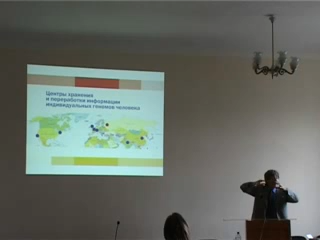 Центры хранения
и переработки информации
индивидуальных геномов человека